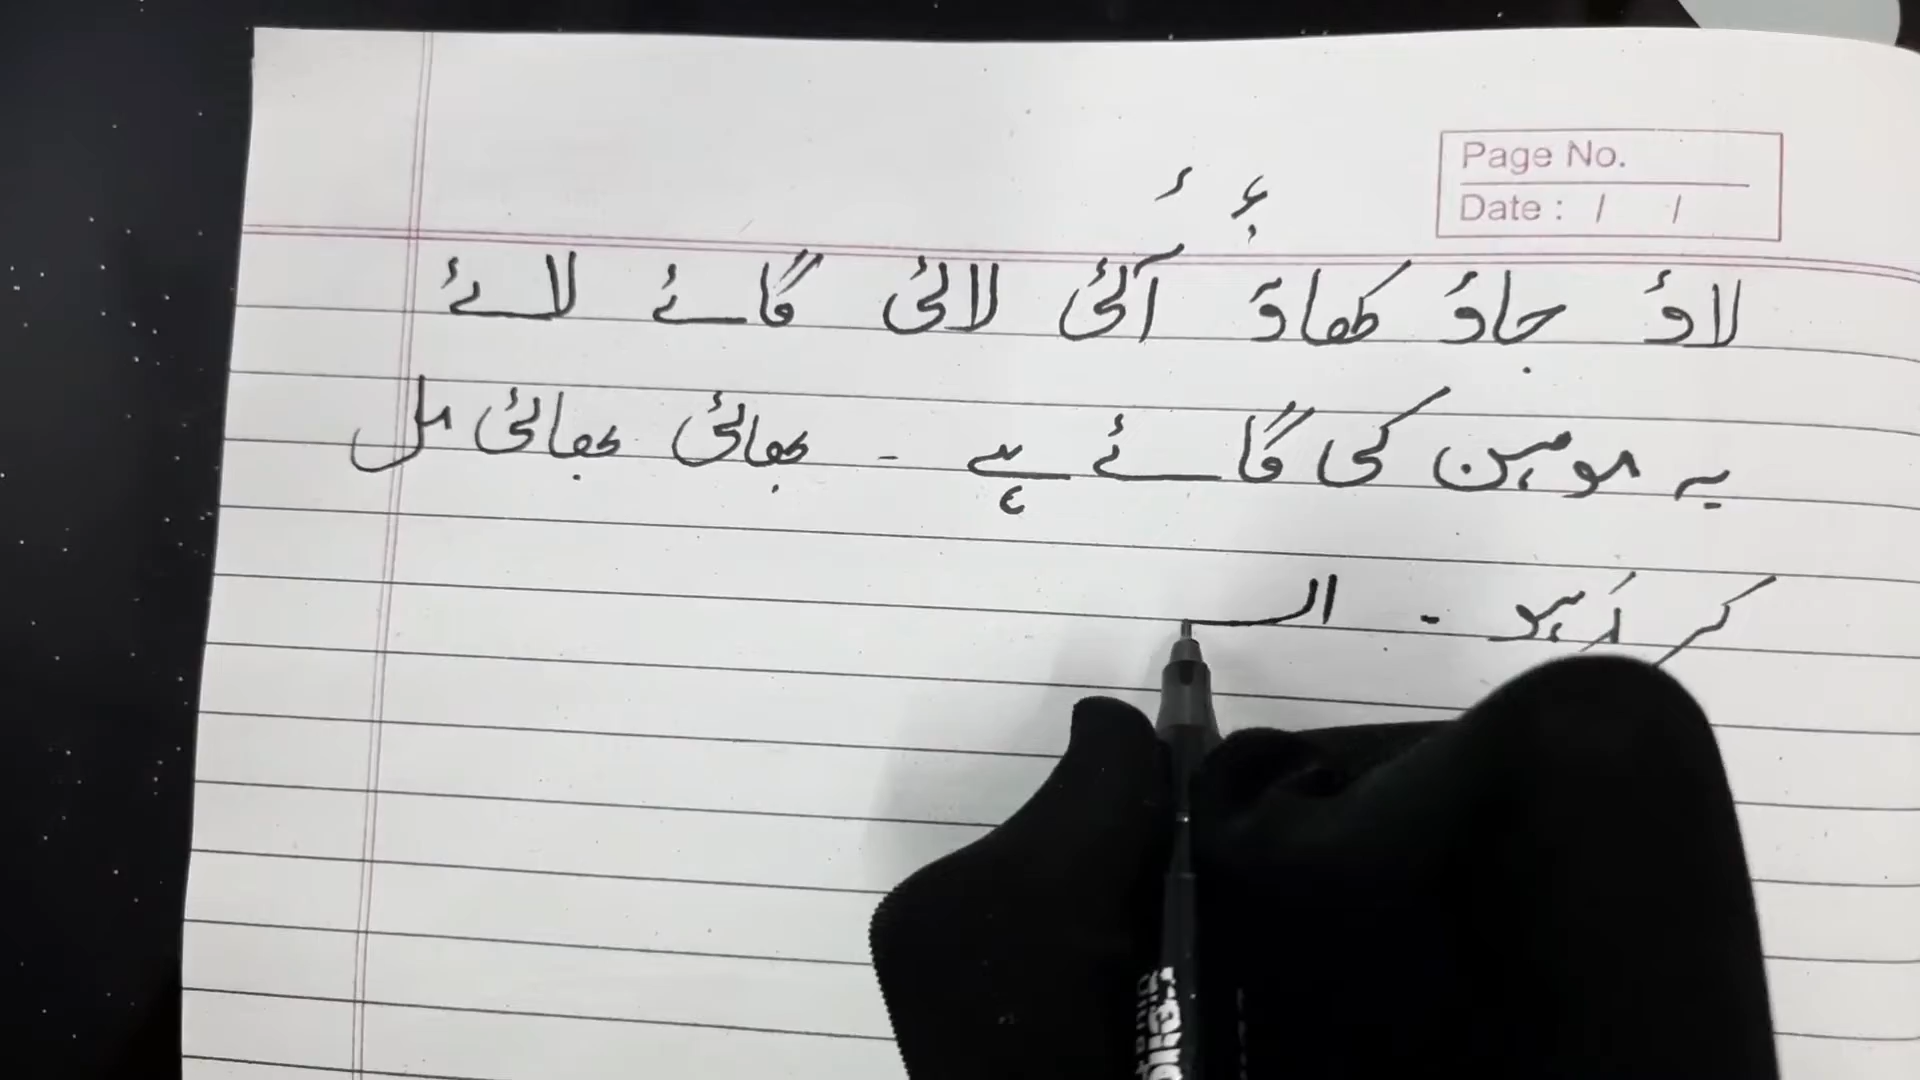 Page No.
Date : / /
ء ئ
لاؤ جاؤ کھاؤ آئی لائی گائے لائے
یہ موہن کی گائے ہے ۔ بھائی بھائی مل
کر رہو ۔ ا